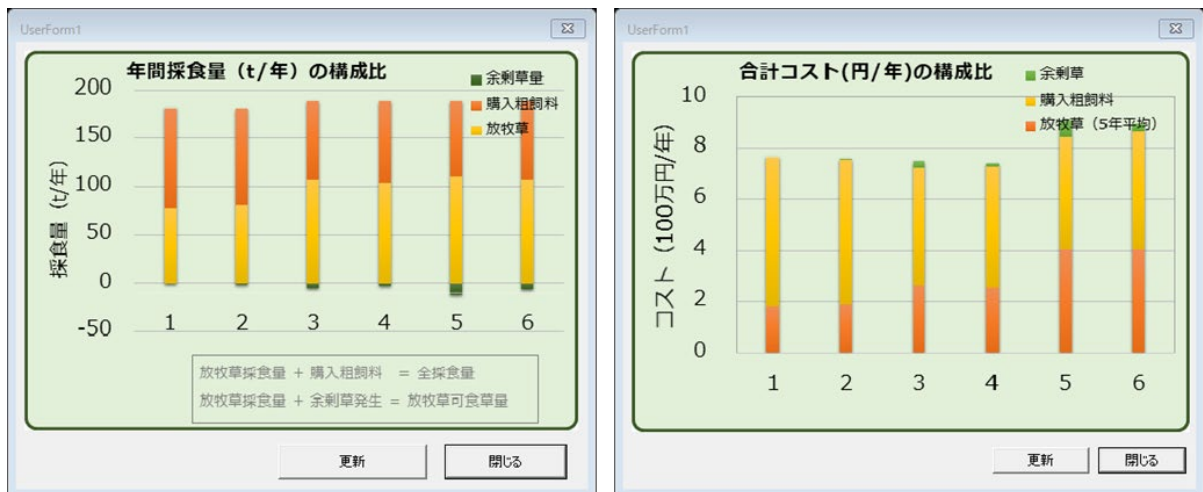 UserForm1
年間採食量（t/年）の構成比
余剰草量
購入粗飼料
放牧草
採食量（t/年）
200
150
100
50
0
-50
1 2 3 4 5 6
放牧草採食量 + 購入粗飼料 = 全採食量
放牧草採食量 + 余剰草発生 = 放牧草可食草量
更新 閉じる
UserForm1
合計コスト(円/年)の構成比
余剰草
購入粗飼料
放牧草（5年平均）
コスト（100万円/年）
10
8
6
4
2
0
1 2 3 4 5 6
更新 閉じる